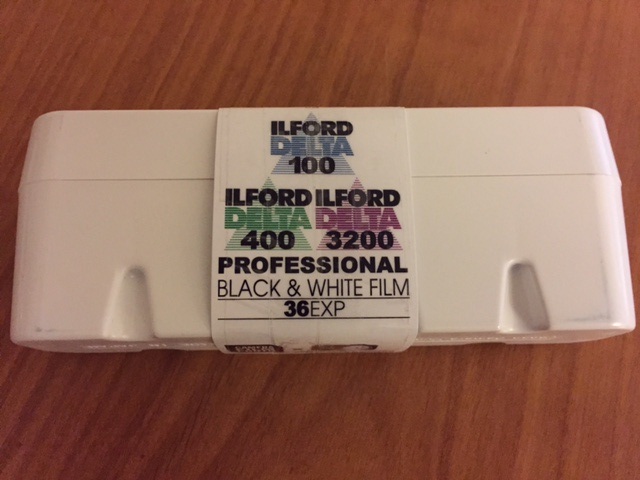 ILFORD
DELTA
100
ILFORD ILFORD
DELTA DELTA
400 3200
PROFESSIONAL
BLACK & WHITE FILM
36EXP